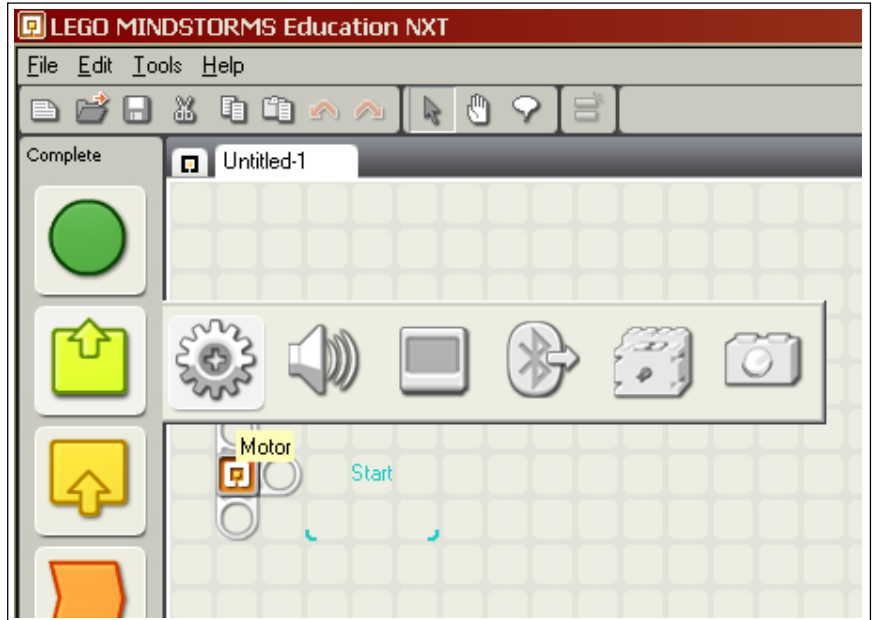 LEGO MINDSTORMS Education NXT
File Edit Tools Help
Complete
Untitled-1
Motor
Start